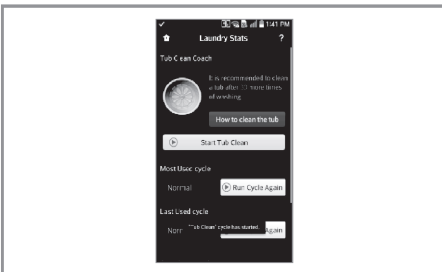 1:41 PM
Laundry Stats ?
Tub Clean Coach
It is recommended to clean
a tub after more times
of washing.
How to clean the tub
Start Tub Clean
Most Used cycle
Normal Run Cycle Again
Last Used cycle
'Tub Clean' cycle has started.
Again